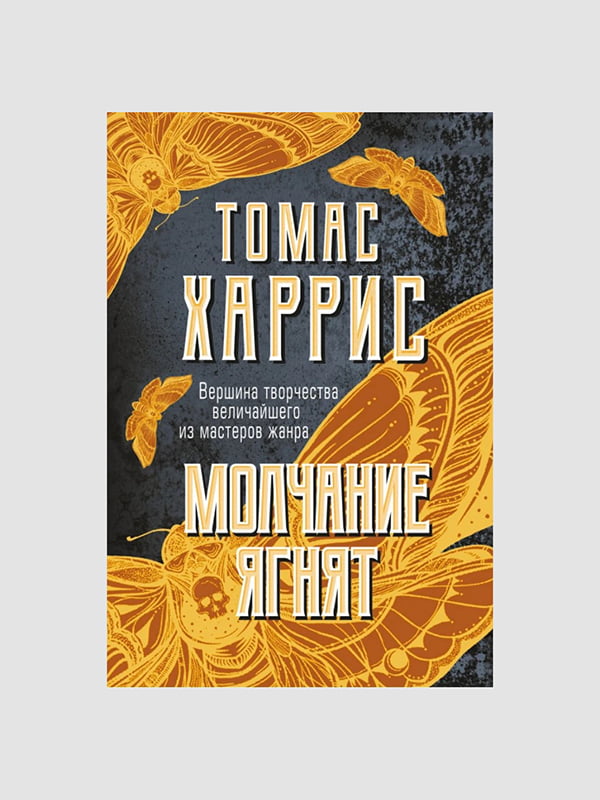 ТОМАС
ХАРРИС
Вершина творчества
величайшего
из мастеров жанра
МОЛЧАНИЕ
ЯГНЯТ